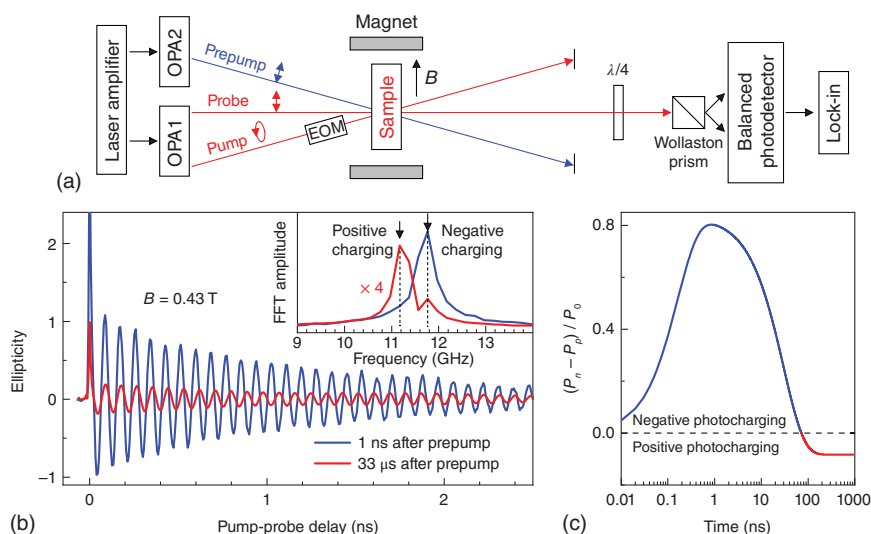 Magnet
Laser amplifier
OPA2
OPA1
Prepump
Probe
Pump
EOM
Sample
B
λ/4
Wollaston
prism
Balanced
photodetector
Lock-in
(a)
2
1
0
−1
Ellipticity
B = 0.43 T
FFT amplitude
Positive
charging
Negative
charging
× 4
9 10 11 12 13
Frequency (GHz)
1 ns after prepump
33 μs after prepump
0 1 2
Pump-probe delay (ns)
(b)
0.8
0.4
0.0
(Pn − Pp) / P0
Negative photocharging
Positive photocharging
0.01 0.1 1 10 100 1000
Time (ns)
(c)